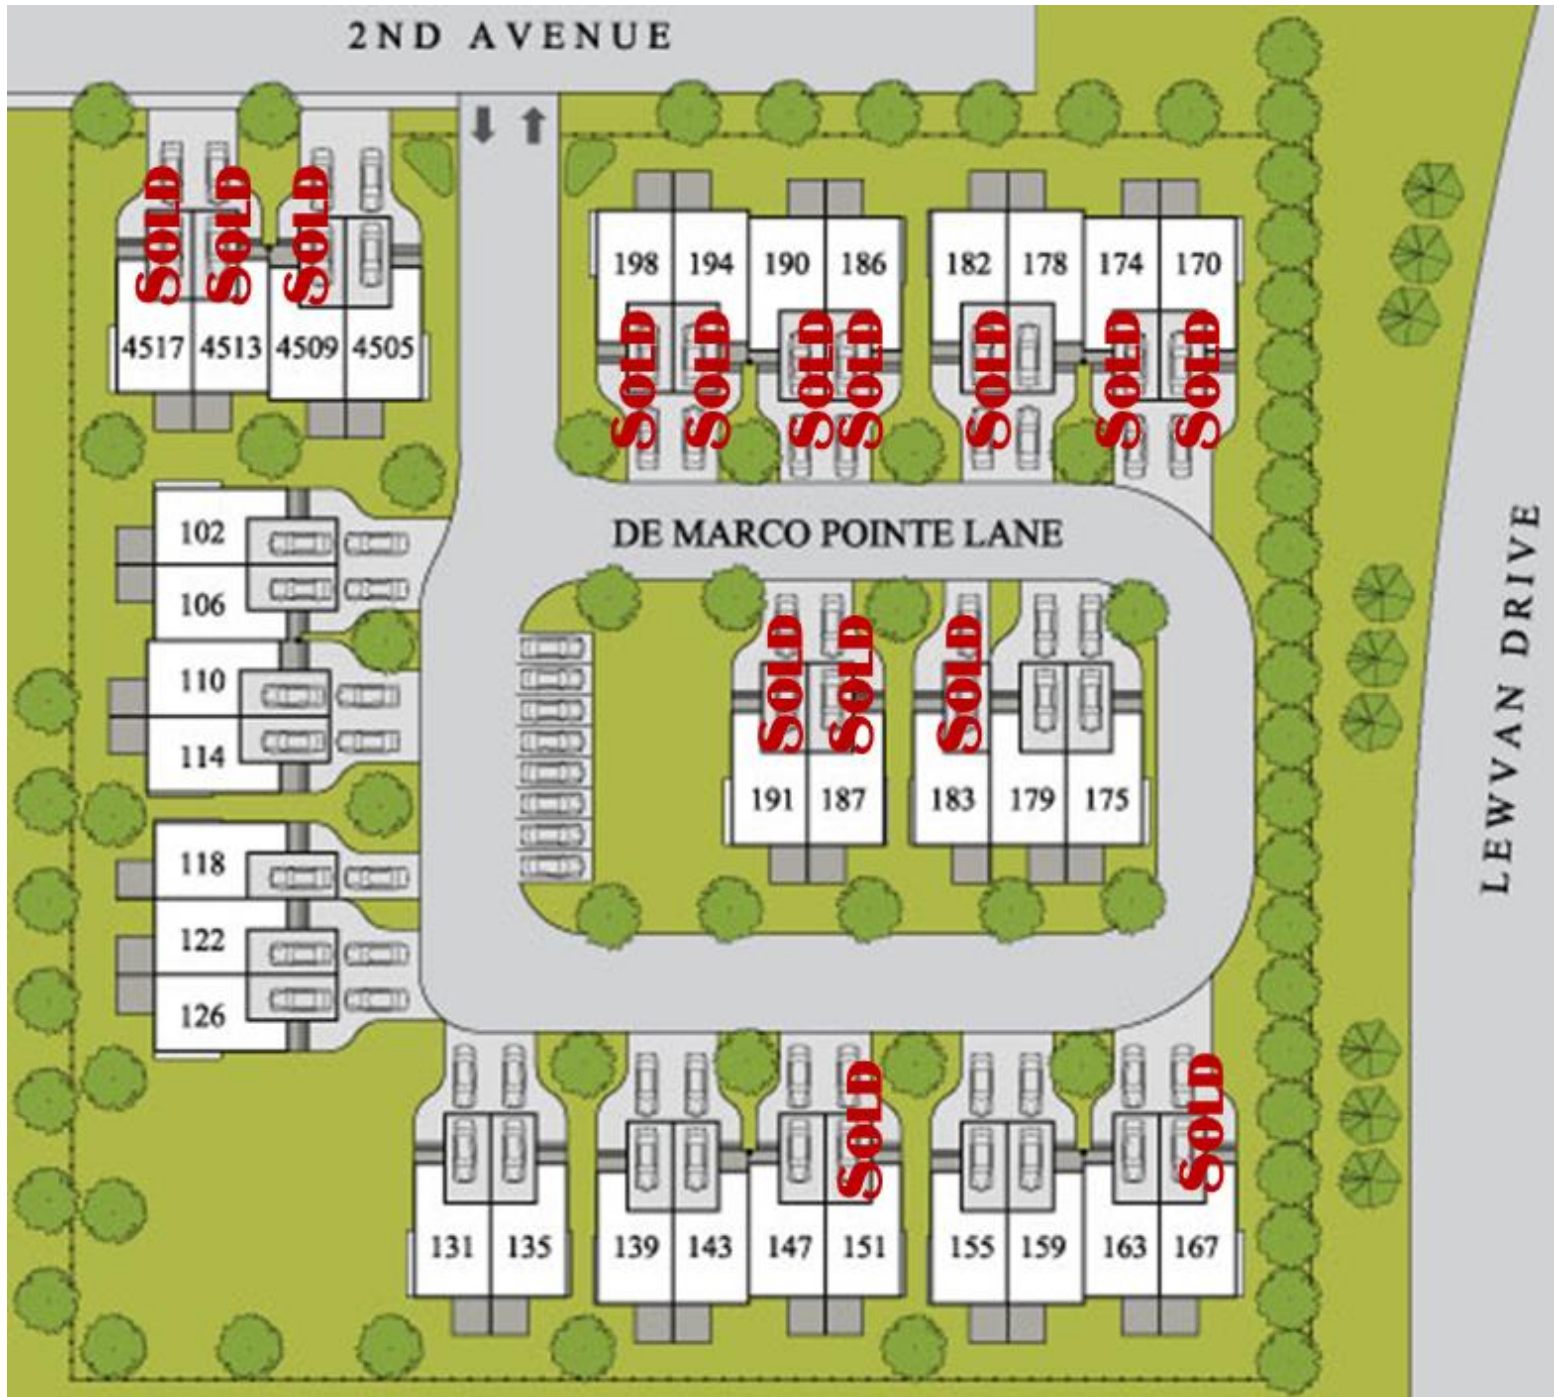 2ND AVENUE
SOLD SOLD SOLD
4517 4513 4509 4505
198 194 190 186 182 178 174 170
SOLD SOLD SOLD SOLD SOLD SOLD SOLD
DE MARCO POINTE LANE
102
106
110
114
118
122
126
SOLD SOLD SOLD
191 187 183 179 175
LEWVAN DRIVE
SOLD SOLD
131 135 139 143 147 151 155 159 163 167